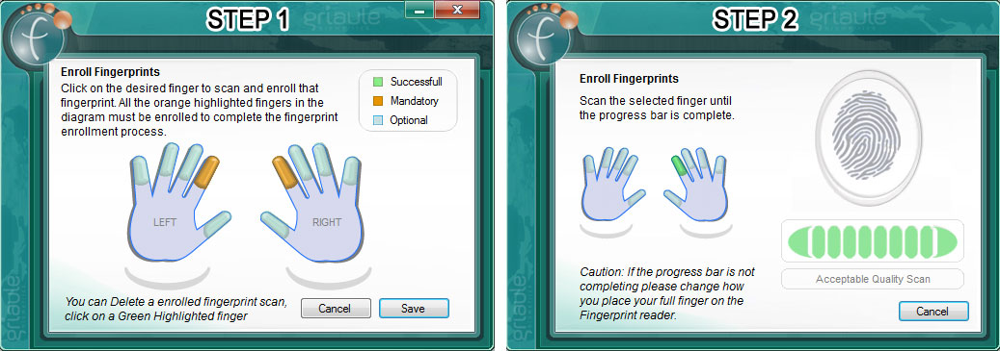 STEP 1
Enroll Fingerprints
Click on the desired finger to scan and enroll that
fingerprint. All the orange highlighted fingers in the
diagram must be enrolled to complete the fingerprint
enrollment process.
Successfull
Mandatory
Optional
LEFT
RIGHT
You can Delete a enrolled fingerprint scan,
click on a Green Highlighted finger
Cancel
Save
STEP 2
Enroll Fingerprints
Scan the selected finger until
the progress bar is complete.
Caution: If the progress bar is not
completing please change how
you place your full finger on the
Fingerprint reader.
Acceptable Quality Scan
Cancel